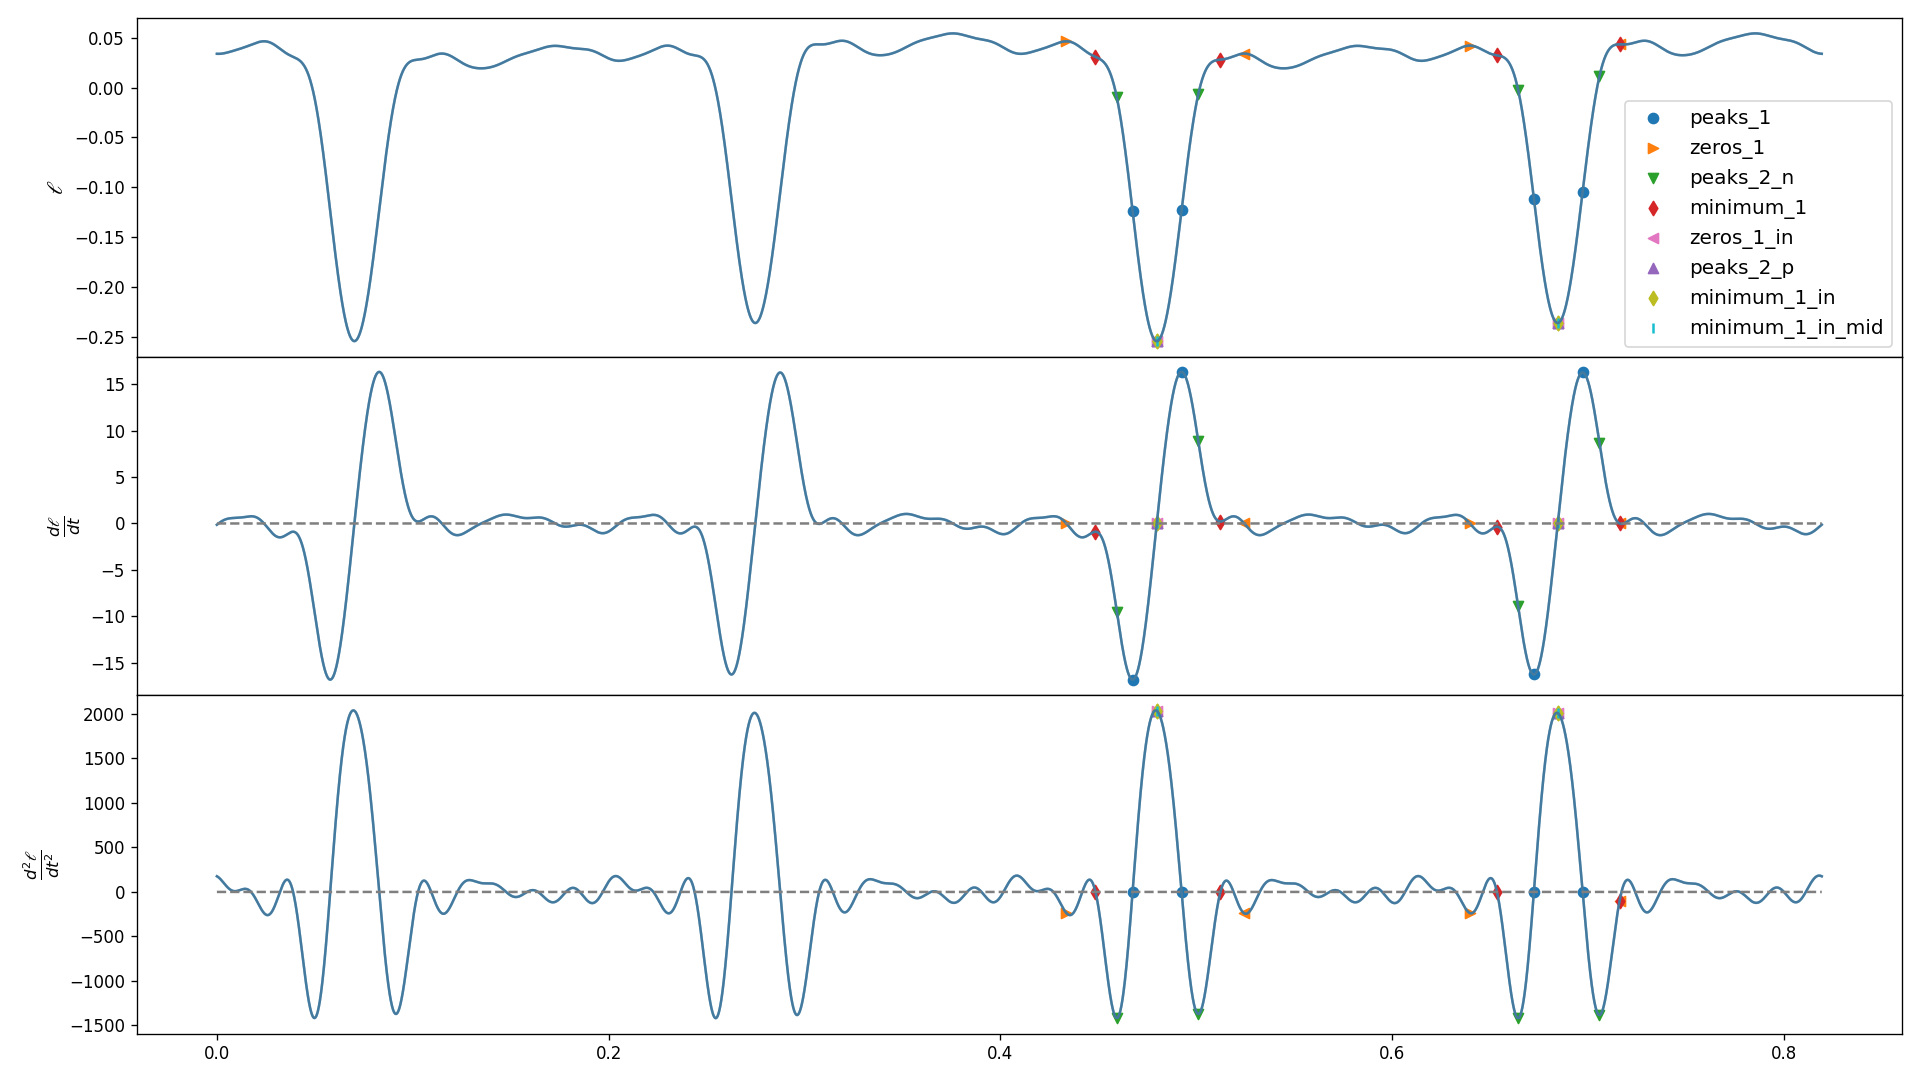 0.05
0.00
−0.05
−0.10
−0.15
−0.20
−0.25
ℓ
peaks_1
zeros_1
peaks_2_n
minimum_1
zeros_1_in
peaks_2_p
minimum_1_in
minimum_1_in_mid
15
10
5
0
−5
−10
−15
dℓ
dt
2000
1500
1000
500
0
−500
−1000
−1500
d²ℓ
dt²
0.0 0.2 0.4 0.6 0.8